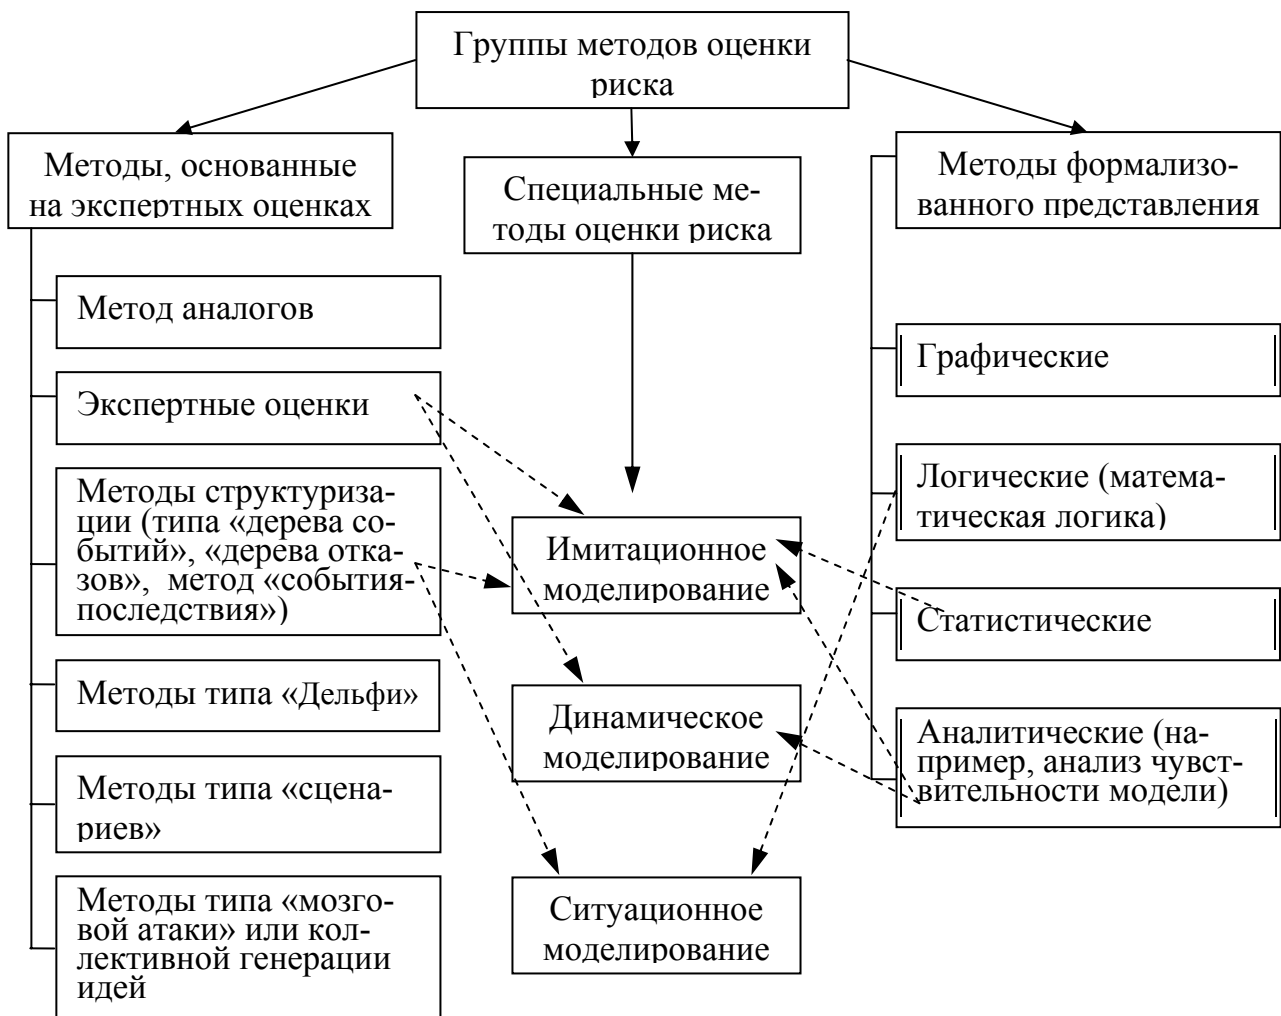 Группы методов оценки
риска
Методы, основанные
на экспертных оценках
Специальные ме-
тоды оценки риска
Методы формализо-
ванного представления
Метод аналогов
Экспертные оценки
Методы структуриза-
ции (типа «дерева со-
бытий», «дерева отка-
зов», метод «события-
последствия»)
Методы типа «Дельфи»
Методы типа «сцена-
риев»
Методы типа «мозго-
вой атаки» или кол-
лективной генерации
идей
Имитационное
моделирование
Динамическое
моделирование
Ситуационное
моделирование
Графические
Логические (матема-
тическая логика)
Статистические
Аналитические (на-
пример, анализ чувст-
вительности модели)